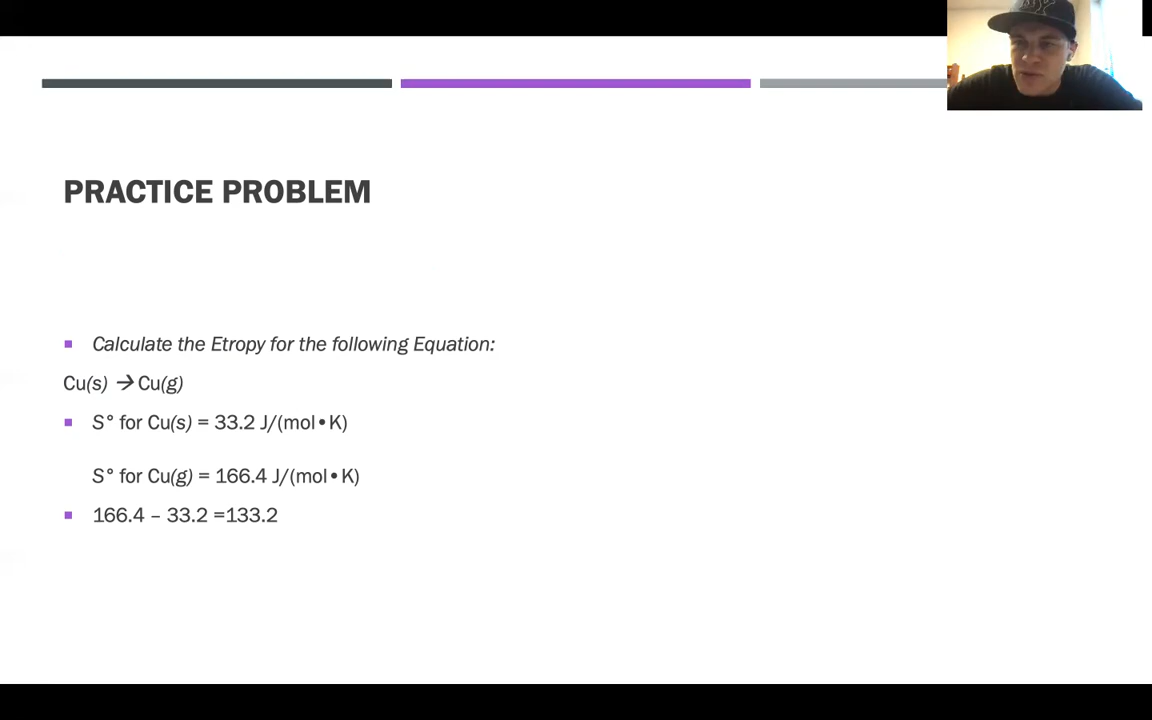 PRACTICE PROBLEM
Calculate the Etropy for the following Equation:
Cu(s) → Cu(g)
S° for Cu(s) = 33.2 J/(mol•K)
S° for Cu(g) = 166.4 J/(mol•K)
166.4 – 33.2 =133.2